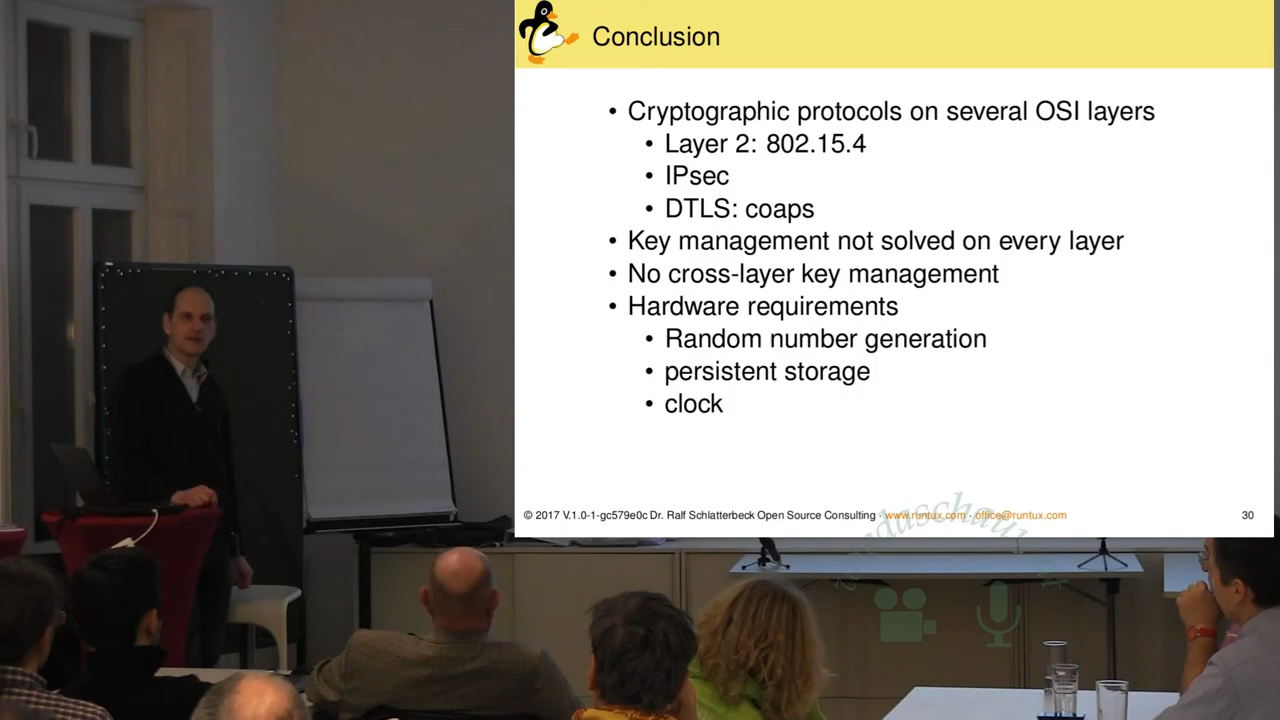 Conclusion
• Cryptographic protocols on several OSI layers
• Layer 2: 802.15.4
• IPsec
• DTLS: coaps
• Key management not solved on every layer
• No cross-layer key management
• Hardware requirements
• Random number generation
• persistent storage
• clock
© 2017 V.1.0-1-gc579e0c Dr. Ralf Schlatterbeck Open Source Consulting · www.runtux.com · office@runtux.com 30